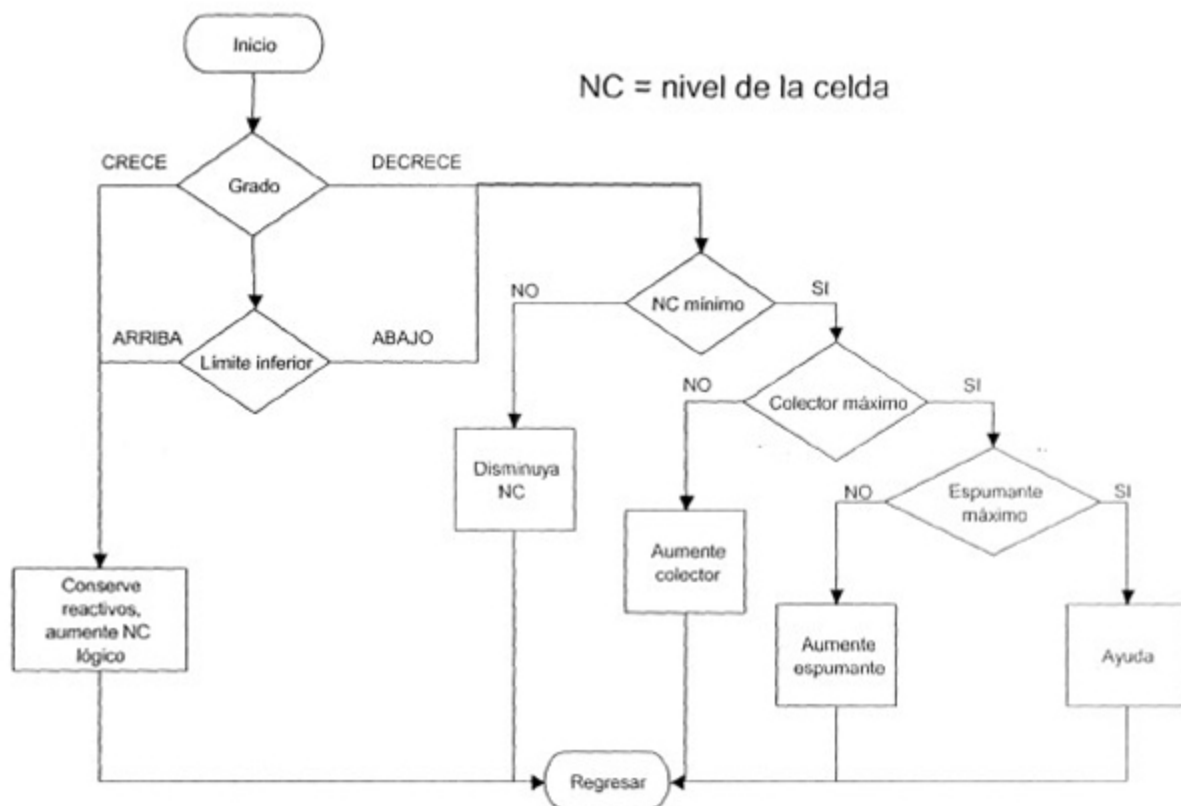 Inicio
NC = nivel de la celda
CRECE
DECRECE
Grado
NO
NC mínimo
SI
ARRIBA
Límite inferior
ABAJO
NO
Colector máximo
SI
Disminuya
NC
NO
Espumante
máximo
SI
Aumente
colector
Conserve
reactivos,
aumente NC
lógico
Aumente
espumante
Ayuda
Regresar